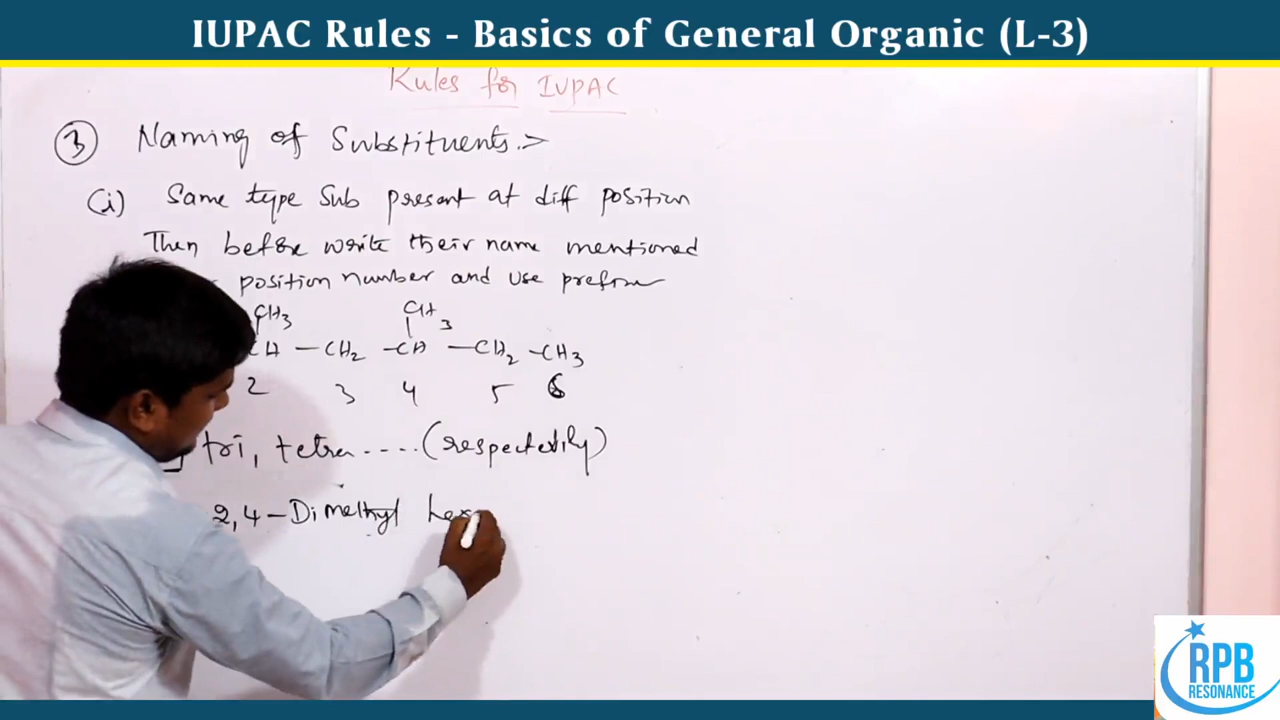 IUPAC Rules - Basics of General Organic (L-3)
Rules for IUPAC
3 Naming of Substituents :->
(i) Same type Sub present at diff position
Then before write their name mentioned
position number and use
CH3 CH3
CH — CH2 — CH — CH2 — CH3
2 3 4 5 6
tri, tetra .... (respectedily)
2,4 - Dimethyl hex
RPB
RESONANCE